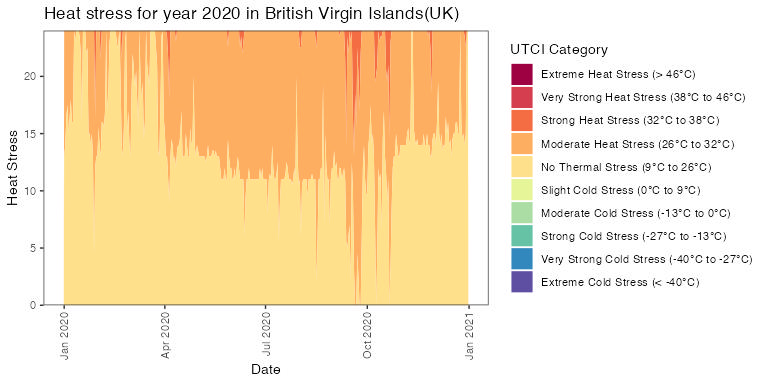 Heat stress for year 2020 in British Virgin Islands(UK)
Heat Stress
20
15
10
5
0
Jan 2020
Apr 2020
Jul 2020
Oct 2020
Jan 2021
Date
UTCI Category
Extreme Heat Stress (> 46°C)
Very Strong Heat Stress (38°C to 46°C)
Strong Heat Stress (32°C to 38°C)
Moderate Heat Stress (26°C to 32°C)
No Thermal Stress (9°C to 26°C)
Slight Cold Stress (0°C to 9°C)
Moderate Cold Stress (-13°C to 0°C)
Strong Cold Stress (-27°C to -13°C)
Very Strong Cold Stress (-40°C to -27°C)
Extreme Cold Stress (< -40°C)